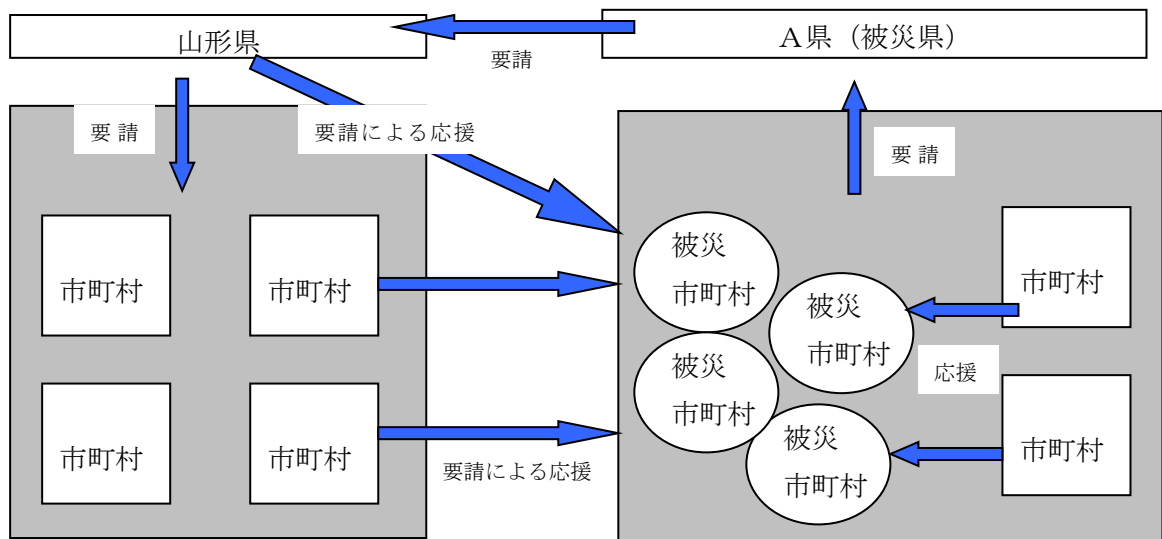 山形県
A県（被災県）
要請
要 請
要請による応援
要 請
市町村
市町村
被災
市町村
被災
市町村
市町村
応援
市町村
市町村
被災
市町村
被災
市町村
市町村
要請による応援